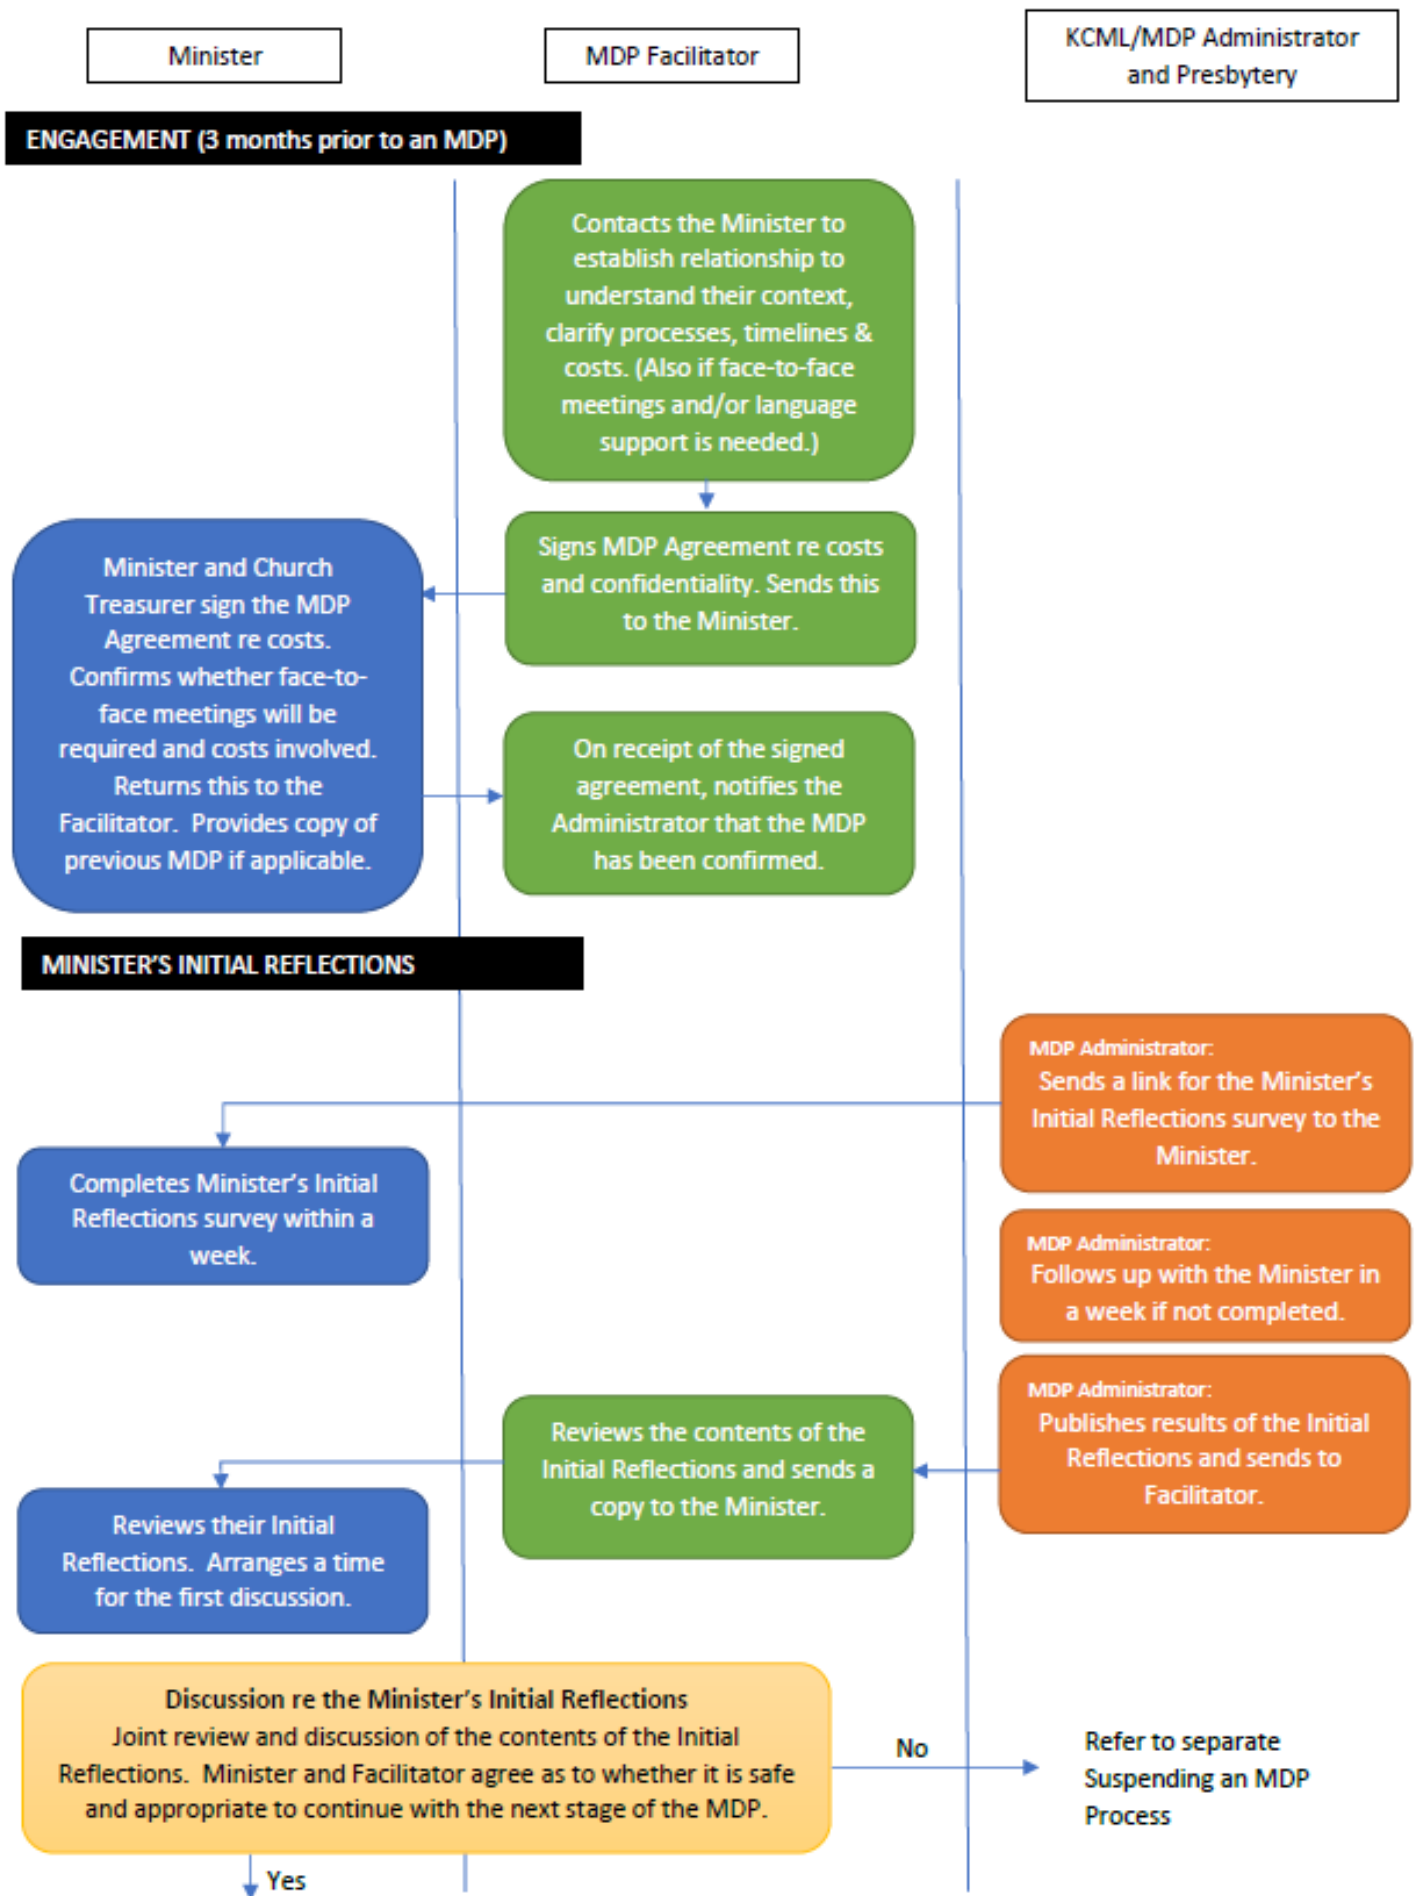 Minister
MDP Facilitator
KCML/MDP Administrator
and Presbytery
ENGAGEMENT (3 months prior to an MDP)
Contacts the Minister to
establish relationship to
understand their context,
clarify processes, timelines &
costs. (Also if face-to-face
meetings and/or language
support is needed.)
Signs MDP Agreement re costs
and confidentiality. Sends this
to the Minister.
Minister and Church
Treasurer sign the MDP
Agreement re costs.
Confirms whether face-to-
face meetings will be
required and costs involved.
Returns this to the
Facilitator.  Provides copy of
previous MDP if applicable.
On receipt of the signed
agreement, notifies the
Administrator that the MDP
has been confirmed.
MINISTER’S INITIAL REFLECTIONS
MDP Administrator:
Sends a link for the Minister’s
Initial Reflections survey to the
Minister.
Completes Minister’s Initial
Reflections survey within a
week.
MDP Administrator:
Follows up with the Minister in
a week if not completed.
MDP Administrator:
Publishes results of the Initial
Reflections and sends to
Facilitator.
Reviews the contents of the
Initial Reflections and sends a
copy to the Minister.
Reviews their Initial
Reflections.  Arranges a time
for the first discussion.
Discussion re the Minister’s Initial Reflections
Joint review and discussion of the contents of the Initial
Reflections.  Minister and Facilitator agree as to whether it is safe
and appropriate to continue with the next stage of the MDP.
No
Refer to separate
Suspending an MDP
Process
Yes